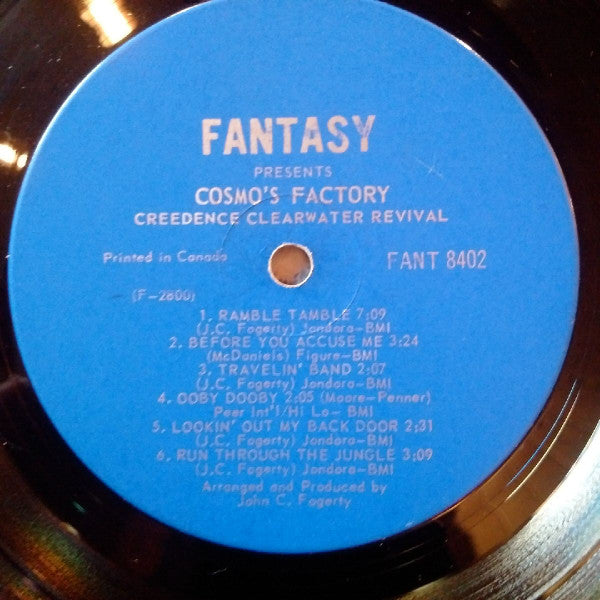 FANTASY
PRESENTS
COSMO'S FACTORY
CREEDENCE CLEARWATER REVIVAL
Printed in Canada
FANT 8402
(F-2800)
1. RAMBLE TAMBLE 7:09
(J.C. Fogerty) Jondora-BMI
2. BEFORE YOU ACCUSE ME 3:24
(McDaniels) Figure-BMI
3. TRAVELIN' BAND 2:07
(J.C. Fogerty) Jondora-BMI
4. OOBY DOOBY 2:05 (Moore-Penner)
Peer Int'l/Hi Lo- BMI
5. LOOKIN' OUT MY BACK DOOR 2:31
(J.C. Fogerty) Jondora-BMI
6. RUN THROUGH THE JUNGLE 3:09
(J.C. Fogerty) Jondora-BMI
Arranged and Produced by
John C. Fogerty